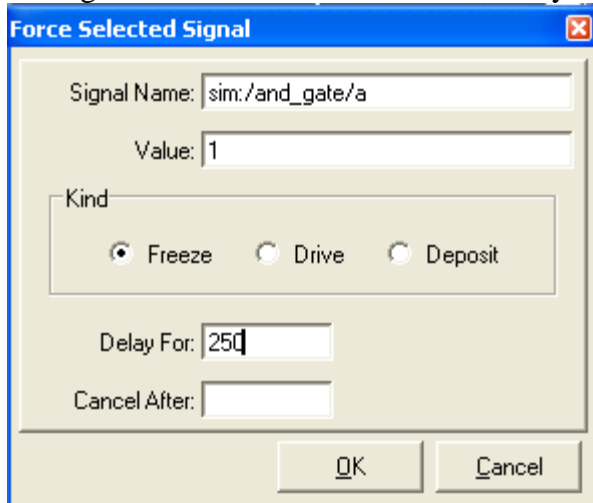 Force Selected Signal
Signal Name: sim:/and_gate/a
Value: 1
Kind
Freeze Drive Deposit
Delay For: 250
Cancel After:
OK Cancel